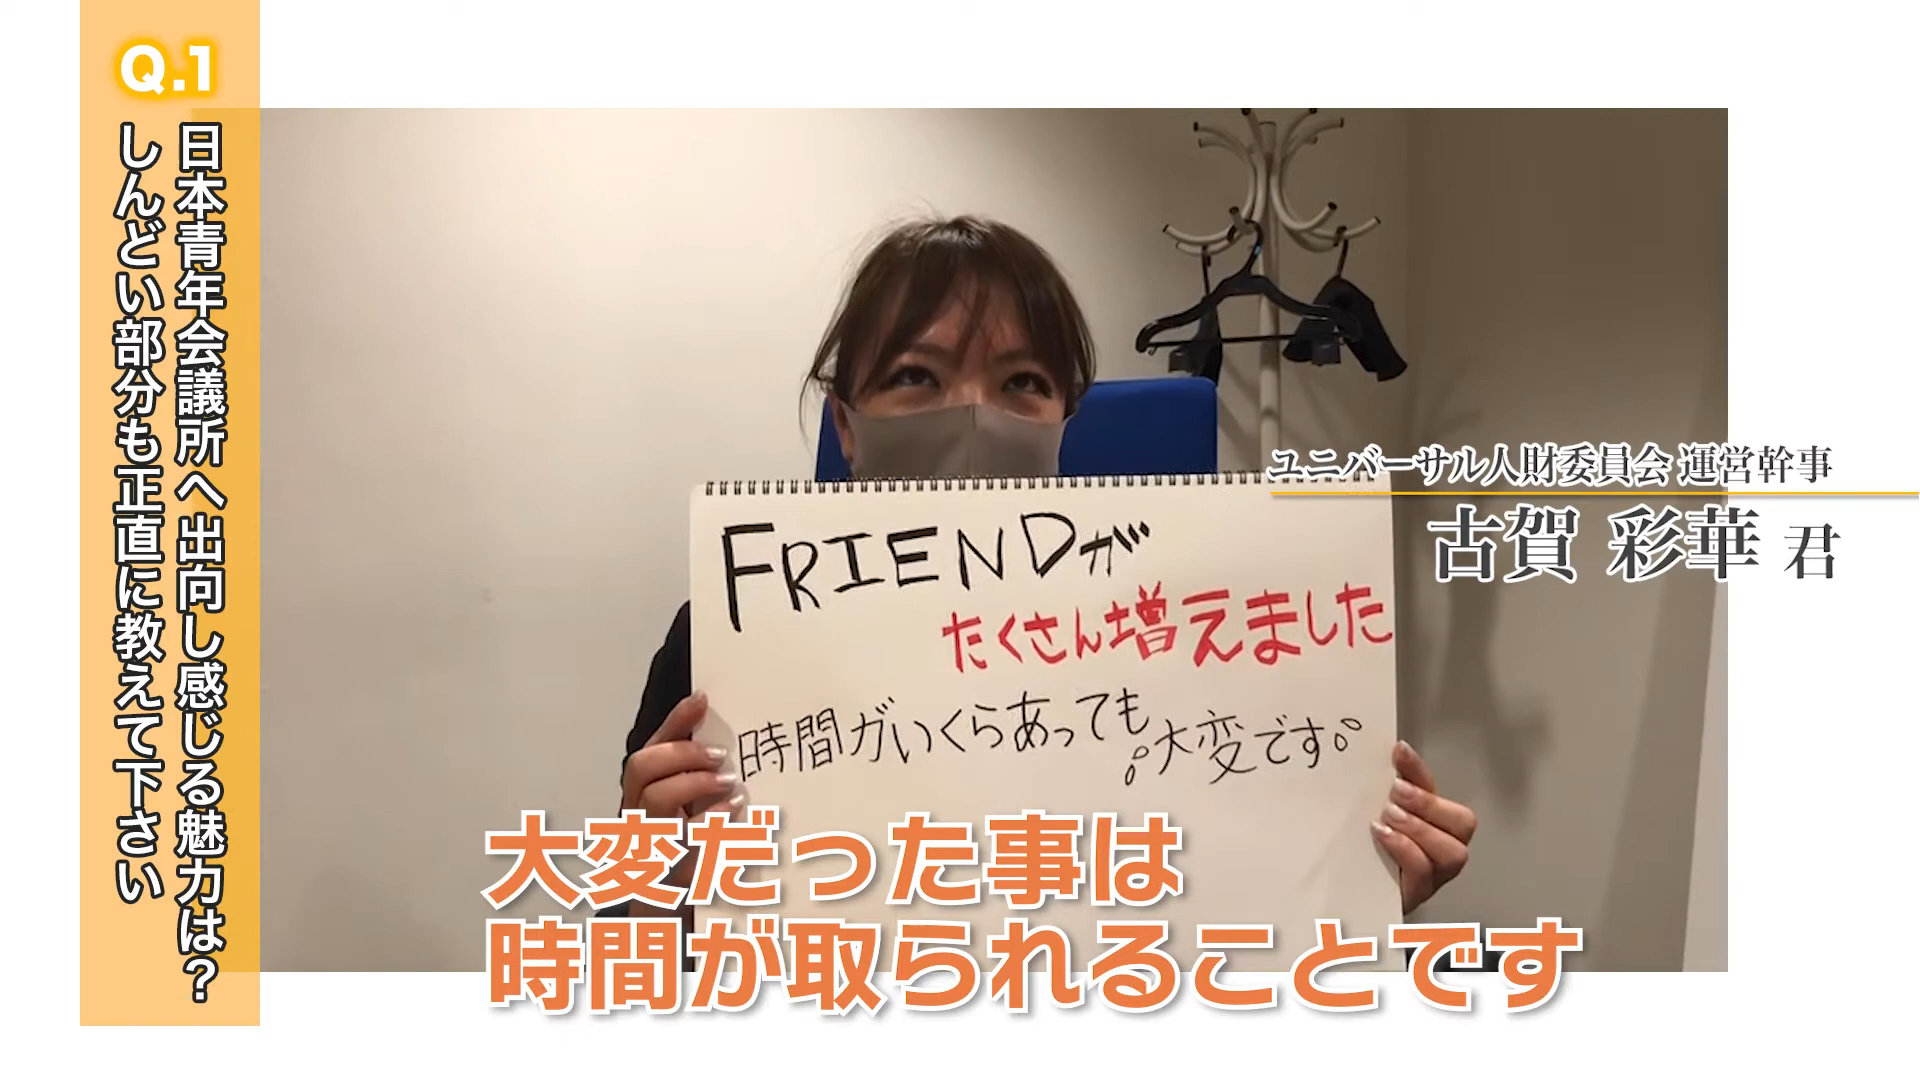 Q.1
日本青年会議所へ出向し感じる魅力は？
しんどい部分も正直に教えて下さい
ユニバーサル人財委員会 運営幹事
古賀 彩華 君
FRIENDが
たくさん増えました
時間がいくらあっても
大変です。
大変だった事は
時間が取られることです